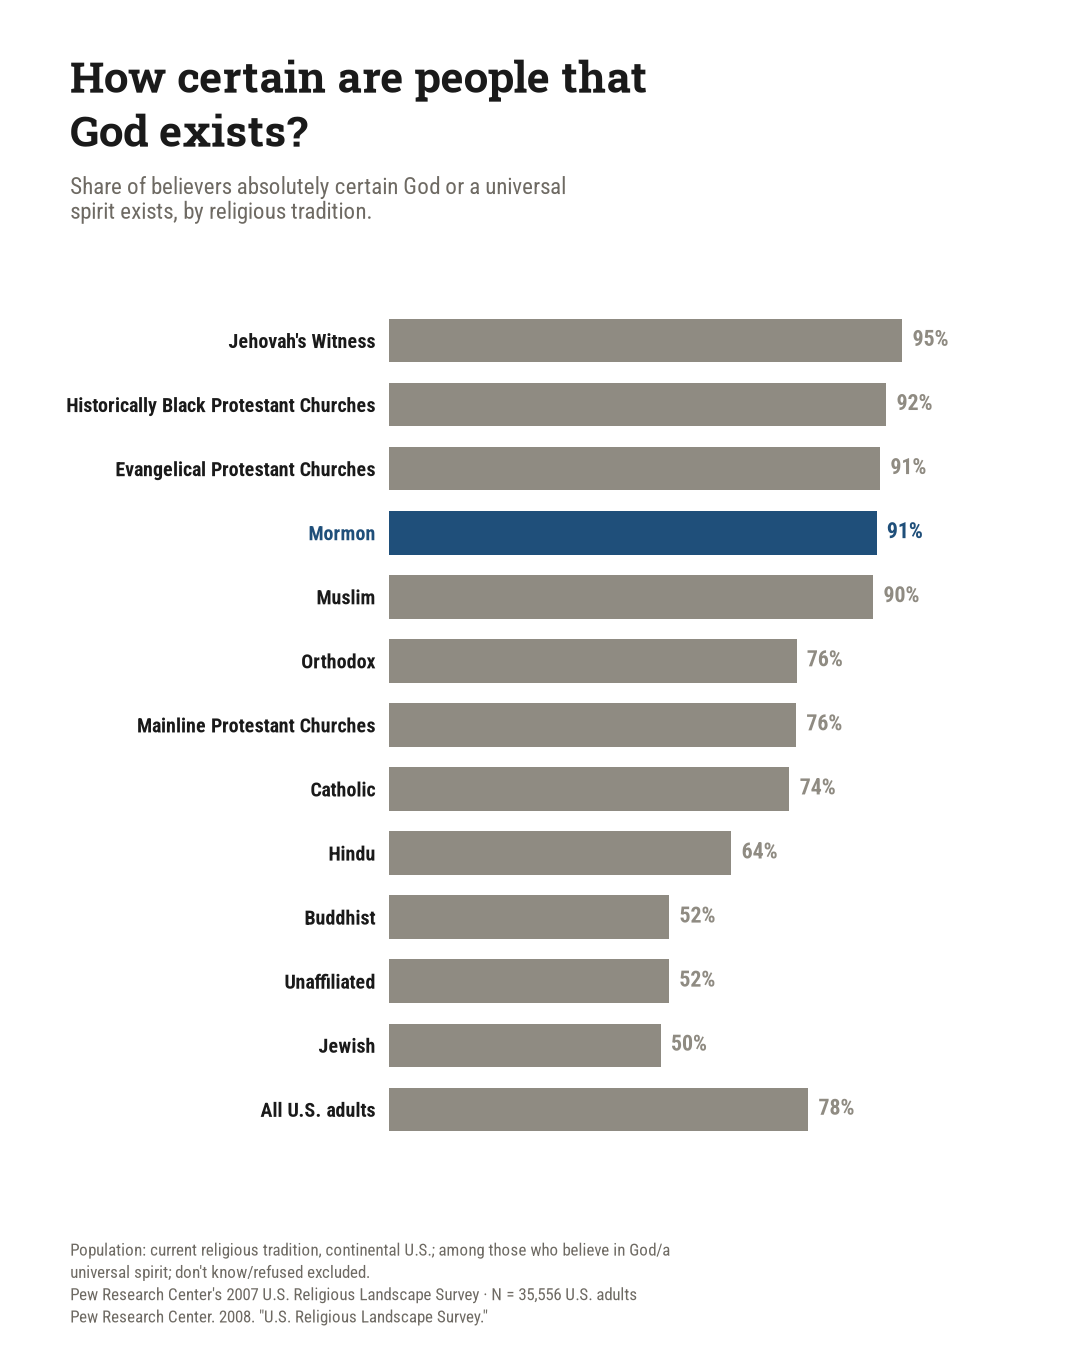 How certain are people that
God exists?
Share of believers absolutely certain God or a universal
spirit exists, by religious tradition.
Jehovah's Witness 95%
Historically Black Protestant Churches 92%
Evangelical Protestant Churches 91%
Mormon 91%
Muslim 90%
Orthodox 76%
Mainline Protestant Churches 76%
Catholic 74%
Hindu 64%
Buddhist 52%
Unaffiliated 52%
Jewish 50%
All U.S. adults 78%
Population: current religious tradition, continental U.S.; among those who believe in God/a
universal spirit; don't know/refused excluded.
Pew Research Center's 2007 U.S. Religious Landscape Survey · N = 35,556 U.S. adults
Pew Research Center. 2008. "U.S. Religious Landscape Survey."